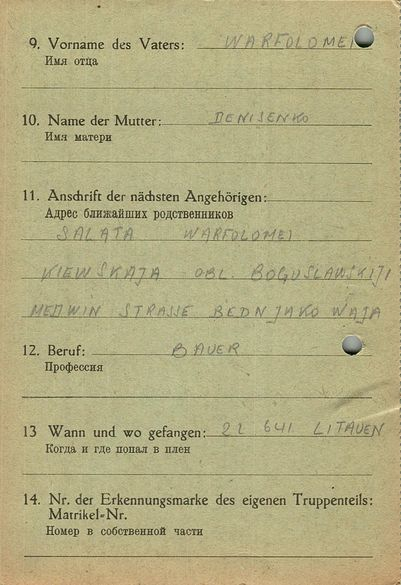 9. Vorname des Vaters: WARFOLOMEI
Имя отца
10. Name der Mutter: DENISENKO
Имя матери
11. Anschrift der nächsten Angehörigen:
Адрес ближайших родственников
SALATA WARFOLOMEI
KIEWSKAJA OBL. BOGUSLAWSKIJI
MEDWIN STRASSE BEDNJAKOWAJA
12. Beruf: BAUER
Профессия
13 Wann und wo gefangen: 22 641 LITAUEN
Когда и где попал в плен
14. Nr. der Erkennungsmarke des eigenen Truppenteils:
Matrikel-Nr.
Номер в собственной части